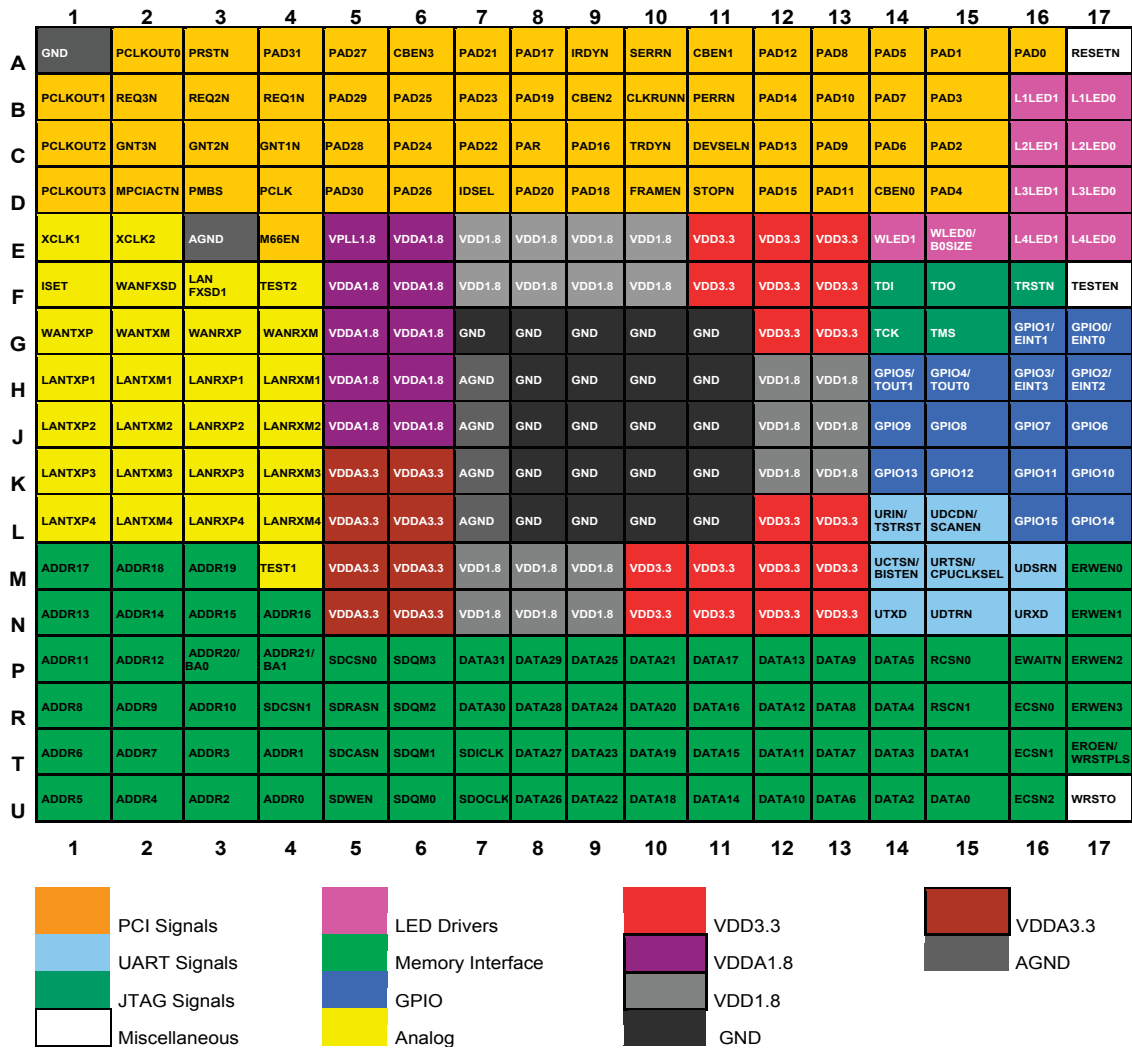 1 2 3 4 5 6 7 8 9 10 11 12 13 14 15 16 17
A GND PCLKOUT0 PRSTN PAD31 PAD27 CBEN3 PAD21 PAD17 IRDYN SERRN CBEN1 PAD12 PAD8 PAD5 PAD1 PAD0 RESETN
B PCLKOUT1 REQ3N REQ2N REQ1N PAD29 PAD25 PAD23 PAD19 CBEN2 CLKRUNN PERRN PAD14 PAD10 PAD7 PAD3 L1LED1 L1LED0
C PCLKOUT2 GNT3N GNT2N GNT1N PAD28 PAD24 PAD22 PAR PAD16 TRDYN DEVSELN PAD13 PAD9 PAD6 PAD2 L2LED1 L2LED0
D PCLKOUT3 MPCIACTN PMBS PCLK PAD30 PAD26 IDSEL PAD20 PAD18 FRAMEN STOPN PAD15 PAD11 CBEN0 PAD4 L3LED1 L3LED0
E XCLK1 XCLK2 AGND M66EN VPLL1.8 VDDA1.8 VDD1.8 VDD1.8 VDD1.8 VDD1.8 VDD3.3 VDD3.3 VDD3.3 WLED1 WLED0/ B0SIZE L4LED1 L4LED0
F ISET WANFXSD LAN FXSD1 TEST2 VDDA1.8 VDDA1.8 VDD1.8 VDD1.8 VDD1.8 VDD1.8 VDD3.3 VDD3.3 VDD3.3 TDI TDO TRSTN TESTEN
G WANTXP WANTXM WANRXP WANRXM VDDA1.8 VDDA1.8 GND GND GND GND GND VDD3.3 VDD3.3 TCK TMS GPIO1/ EINT1 GPIO0/ EINT0
H LANTXP1 LANTXM1 LANRXP1 LANRXM1 VDDA1.8 VDDA1.8 AGND GND GND GND GND VDD1.8 VDD1.8 GPIO5/ TOUT1 GPIO4/ TOUT0 GPIO3/ EINT3 GPIO2/ EINT2
J LANTXP2 LANTXM2 LANRXP2 LANRXM2 VDDA1.8 VDDA1.8 AGND GND GND GND GND VDD1.8 VDD1.8 GPIO9 GPIO8 GPIO7 GPIO6
K LANTXP3 LANTXM3 LANRXP3 LANRXM3 VDDA3.3 VDDA3.3 AGND GND GND GND GND VDD1.8 VDD1.8 GPIO13 GPIO12 GPIO11 GPIO10
L LANTXP4 LANTXM4 LANRXP4 LANRXM4 VDDA3.3 VDDA3.3 AGND GND GND GND GND VDD3.3 VDD3.3 URIN/ TSTRST UDCDN/ SCANEN GPIO15 GPIO14
M ADDR17 ADDR18 ADDR19 TEST1 VDDA3.3 VDDA3.3 VDD1.8 VDD1.8 VDD1.8 VDD3.3 VDD3.3 VDD3.3 VDD3.3 UCTSN/ BISTEN URTSN/ CPUCLKSEL UDSRN ERWEN0
N ADDR13 ADDR14 ADDR15 ADDR16 VDDA3.3 VDDA3.3 VDD1.8 VDD1.8 VDD1.8 VDD3.3 VDD3.3 VDD3.3 VDD3.3 UTXD UDTRN URXD ERWEN1
P ADDR11 ADDR12 ADDR20/ BA0 ADDR21/ BA1 SDCSN0 SDQM3 DATA31 DATA29 DATA25 DATA21 DATA17 DATA13 DATA9 DATA5 RCSN0 EWAITN ERWEN2
R ADDR8 ADDR9 ADDR10 SDCSN1 SDRASN SDQM2 DATA30 DATA28 DATA24 DATA20 DATA16 DATA12 DATA8 DATA4 RSCN1 ECSN0 ERWEN3
T ADDR6 ADDR7 ADDR3 ADDR1 SDCASN SDQM1 SDICLK DATA27 DATA23 DATA19 DATA15 DATA11 DATA7 DATA3 DATA1 ECSN1 EROEN/ WRSTPLS
U ADDR5 ADDR4 ADDR2 ADDR0 SDWEN SDQM0 SDOCLK DATA26 DATA22 DATA18 DATA14 DATA10 DATA6 DATA2 DATA0 ECSN2 WRSTO
1 2 3 4 5 6 7 8 9 10 11 12 13 14 15 16 17
PCI Signals LED Drivers VDD3.3 VDDA3.3
UART Signals Memory Interface VDDA1.8 AGND
JTAG Signals GPIO VDD1.8
Miscellaneous Analog GND